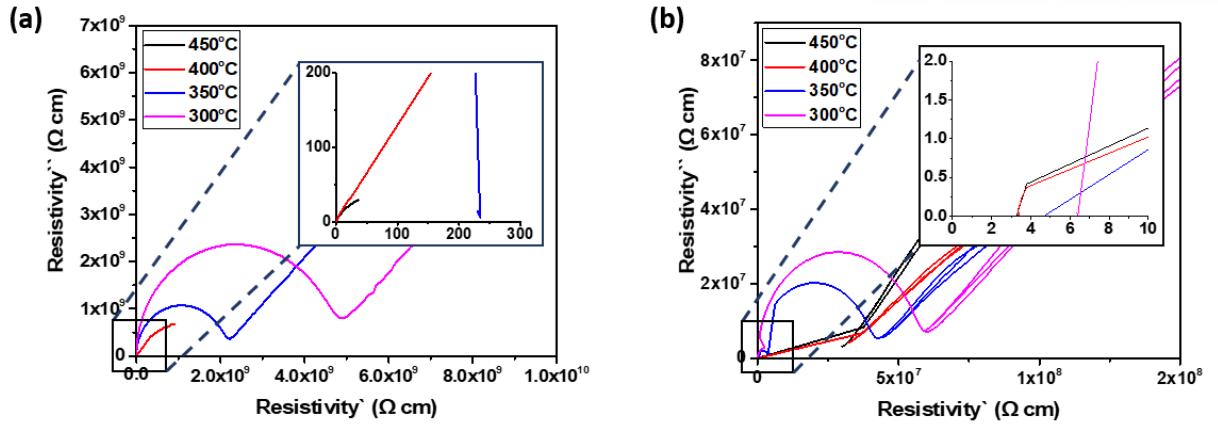 (a)
Resistivity`` (Ω cm)
7x10⁹
6x10⁹
5x10⁹
4x10⁹
3x10⁹
2x10⁹
1x10⁹
0
450°C
400°C
350°C
300°C
200
100
0
0 100 200 300
0.0 2.0x10⁹ 4.0x10⁹ 6.0x10⁹ 8.0x10⁹ 1.0x10¹⁰
Resistivity` (Ω cm)
(b)
Resistivity`` (Ω cm)
8x10⁷
6x10⁷
4x10⁷
2x10⁷
0
450°C
400°C
350°C
300°C
2.0
1.5
1.0
0.5
0.0
2 4 6 8 10
0 5x10⁷ 1x10⁸ 2x10⁸
Resistivity` (Ω cm)